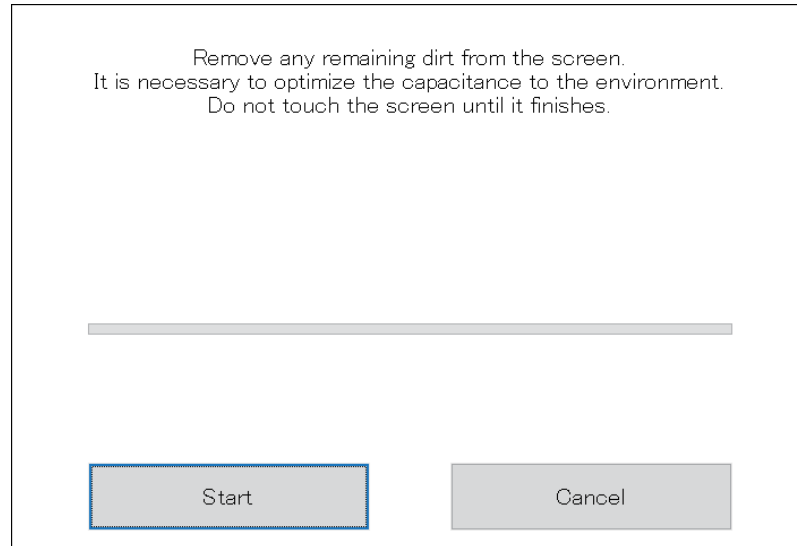 Remove any remaining dirt from the screen.
It is necessary to optimize the capacitance to the environment.
Do not touch the screen until it finishes.
Start
Cancel